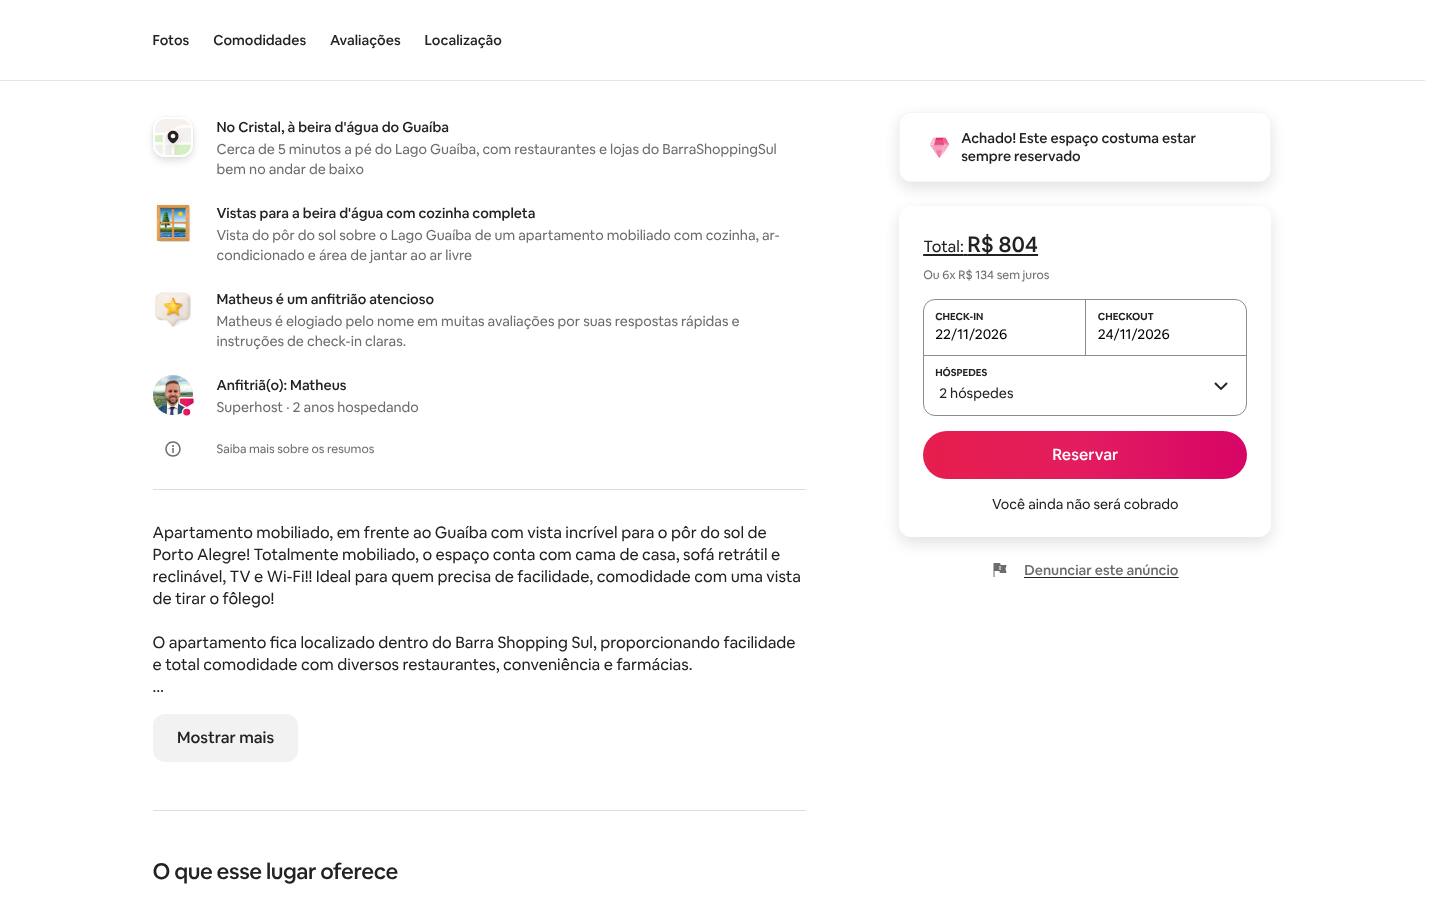 Fotos Comodidades Avaliações Localização
No Cristal, à beira d'água do Guaíba
Cerca de 5 minutos a pé do Lago Guaíba, com restaurantes e lojas do BarraShoppingSul
bem no andar de baixo
Vistas para a beira d'água com cozinha completa
Vista do pôr do sol sobre o Lago Guaíba de um apartamento mobiliado com cozinha, ar-
condicionado e área de jantar ao ar livre
Matheus é um anfitrião atencioso
Matheus é elogiado pelo nome em muitas avaliações por suas respostas rápidas e
instruções de check-in claras.
Anfitriã(o): Matheus
Superhost · 2 anos hospedando
Saiba mais sobre os resumos
Apartamento mobiliado, em frente ao Guaíba com vista incrível para o pôr do sol de
Porto Alegre! Totalmente mobiliado, o espaço conta com cama de casa, sofá retrátil e
reclinável, TV e Wi-Fi!! Ideal para quem precisa de facilidade, comodidade com uma vista
de tirar o fôlego!
O apartamento fica localizado dentro do Barra Shopping Sul, proporcionando facilidade
e total comodidade com diversos restaurantes, conveniência e farmácias.
...
Mostrar mais
O que esse lugar oferece
Achado! Este espaço costuma estar
sempre reservado
Total: R$ 804
Ou 6x R$ 134 sem juros
CHECK-IN
22/11/2026
CHECKOUT
24/11/2026
HÓSPEDES
2 hóspedes
Reservar
Você ainda não será cobrado
Denunciar este anúncio